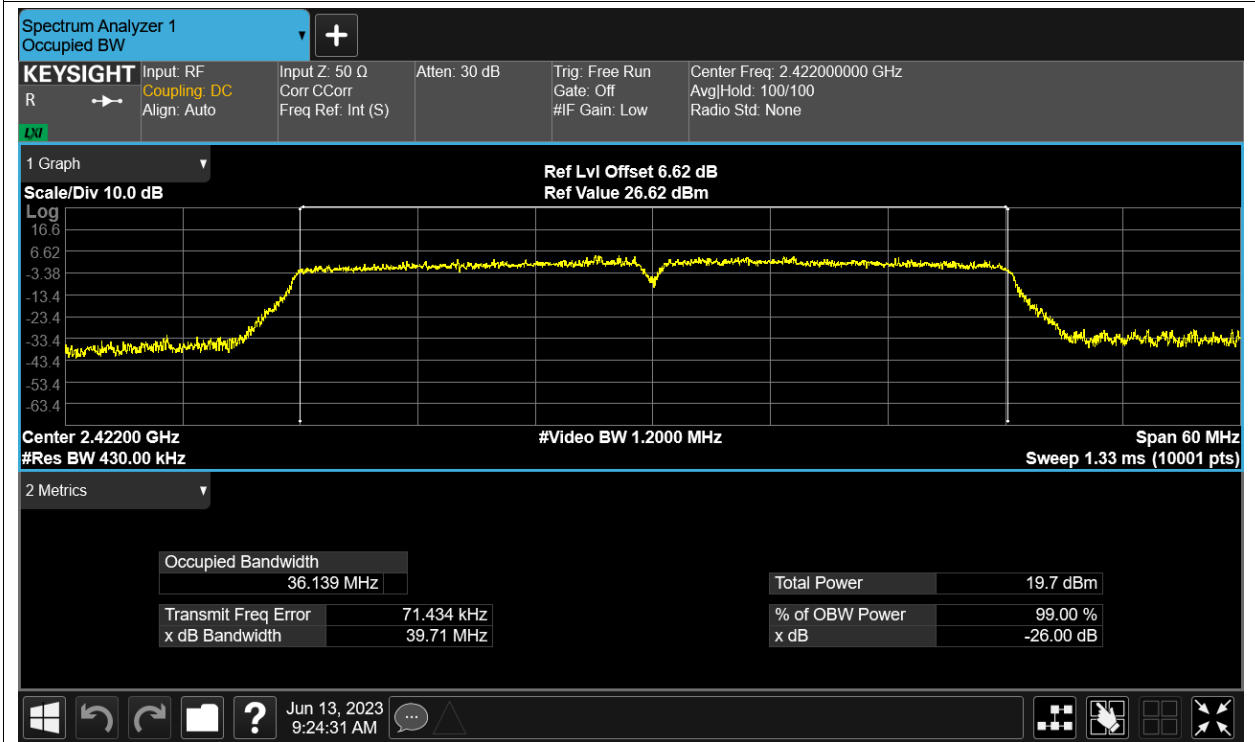 Spectrum Analyzer 1
Occupied BW
KEYSIGHT
R
LXI
Input: RF
Coupling: DC
Align: Auto
Input Z: 50 Ω
Corr CCorr
Freq Ref: Int (S)
Atten: 30 dB
Trig: Free Run
Gate: Off
#IF Gain: Low
Center Freq: 2.422000000 GHz
Avg|Hold: 100/100
Radio Std: None
1 Graph
Scale/Div 10.0 dB
Ref Lvl Offset 6.62 dB
Ref Value 26.62 dBm
Log
16.6
6.62
-3.38
-13.4
-23.4
-33.4
-43.4
-53.4
-63.4
Center 2.42200 GHz
#Video BW 1.2000 MHz
Span 60 MHz
#Res BW 430.00 kHz
Sweep 1.33 ms (10001 pts)
2 Metrics
Occupied Bandwidth
36.139 MHz
Total Power 19.7 dBm
Transmit Freq Error 71.434 kHz
% of OBW Power 99.00 %
x dB Bandwidth 39.71 MHz
x dB -26.00 dB
?
Jun 13, 2023
9:24:31 AM